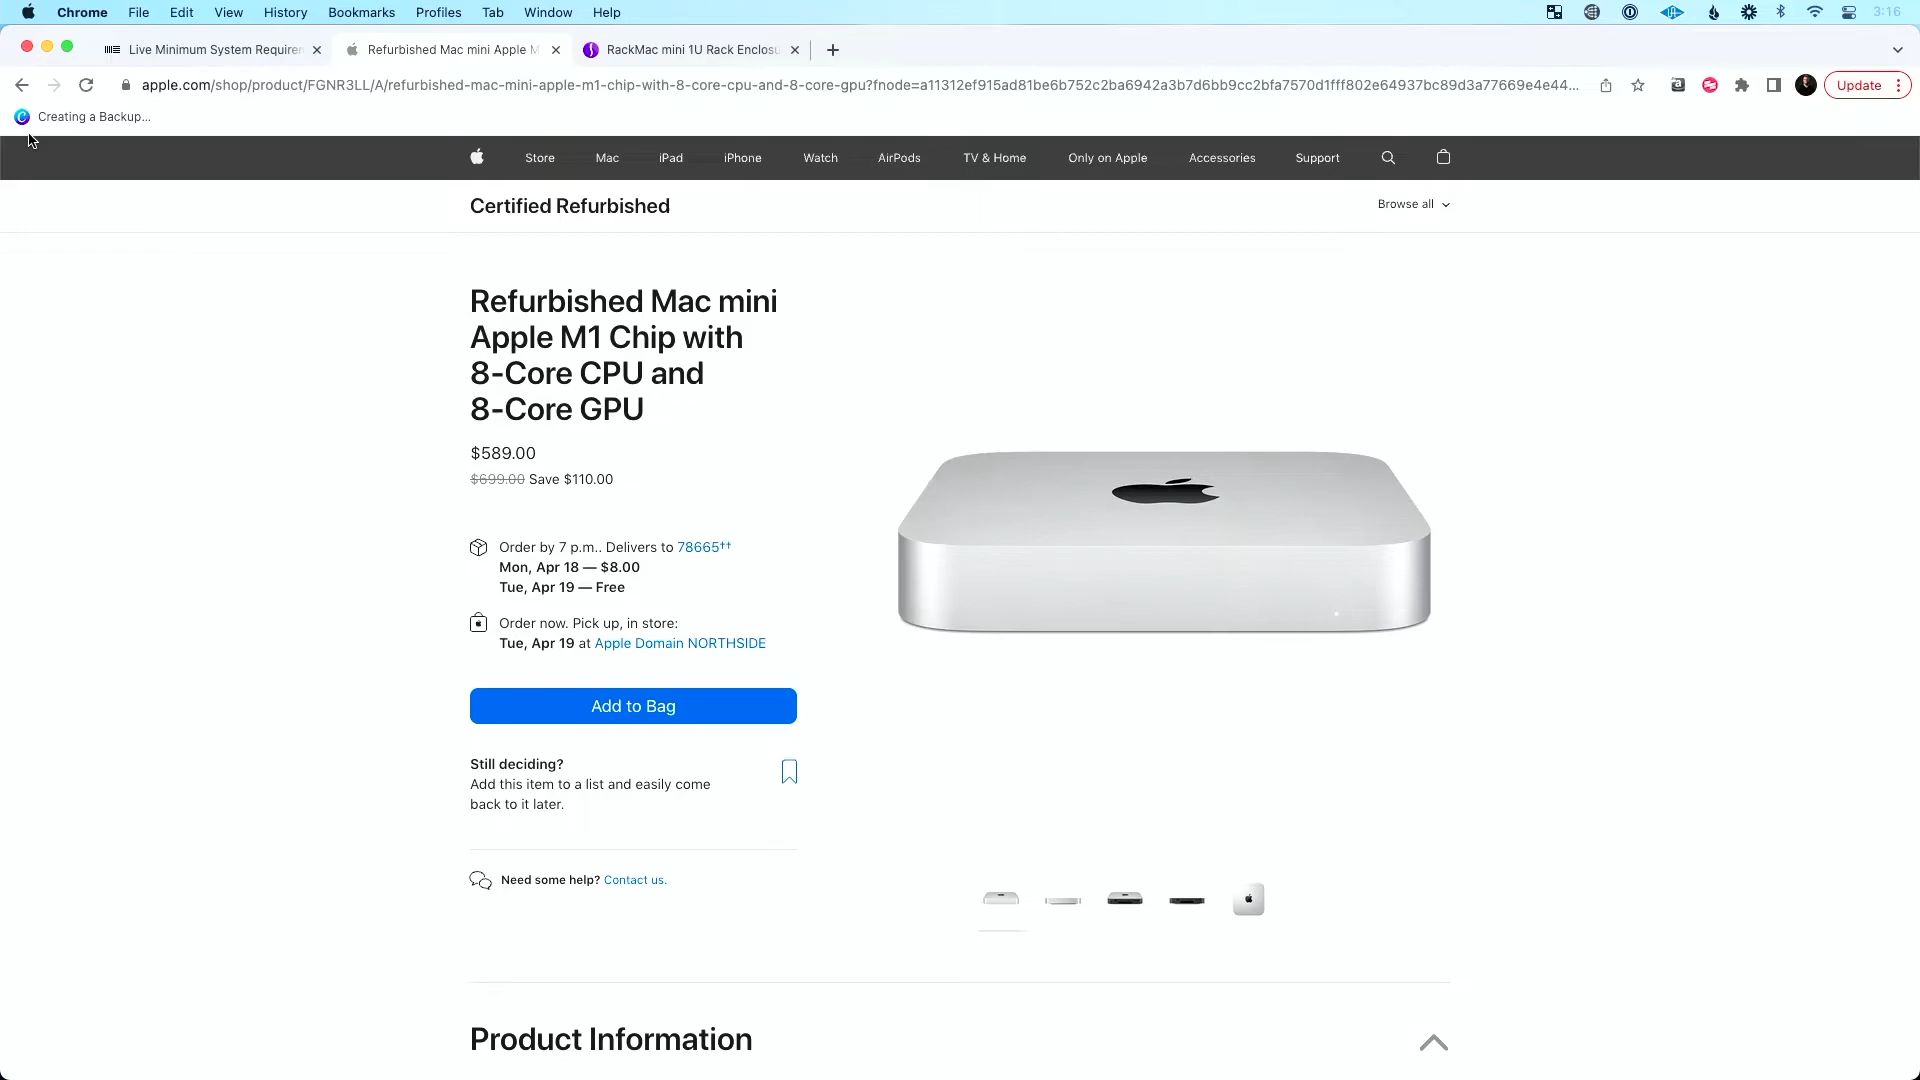 Chrome File Edit View History Bookmarks Profiles Tab Window Help 3:16
Live Minimum System Requirem
Refurbished Mac mini Apple M
RackMac mini 1U Rack Enclosu
apple.com/shop/product/FGNR3LL/A/refurbished-mac-mini-apple-m1-chip-with-8-core-cpu-and-8-core-gpu?fnode=a11312ef915ad81be6b752c2ba6942a3b7d6bb9cc2bfa7570d1fff802e64937bc89d3a77669e4e44...
Update
Creating a Backup...
Store Mac iPad iPhone Watch AirPods TV & Home Only on Apple Accessories Support
Certified Refurbished
Browse all
Refurbished Mac mini
Apple M1 Chip with
8-Core CPU and
8-Core GPU
$589.00
$699.00 Save $110.00
Order by 7 p.m.. Delivers to 78665††
Mon, Apr 18 — $8.00
Tue, Apr 19 — Free
Order now. Pick up, in store:
Tue, Apr 19 at Apple Domain NORTHSIDE
Add to Bag
Still deciding?
Add this item to a list and easily come
back to it later.
Need some help? Contact us.
Product Information